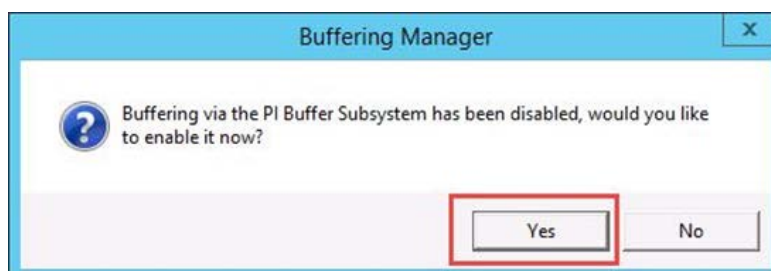 Buffering Manager
x
Buffering via the PI Buffer Subsystem has been disabled, would you like
to enable it now?
Yes
No